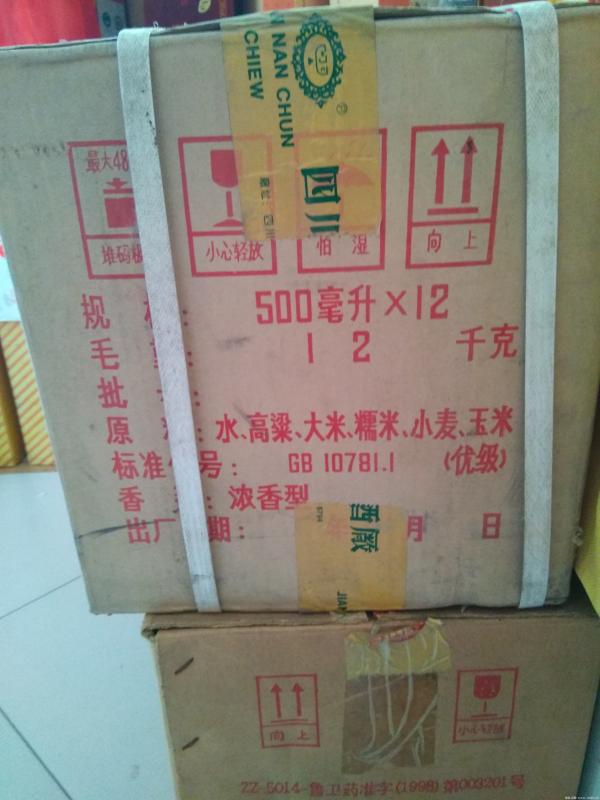 NAN CHUN
CHIEW
四川
最大48
堆码
小心轻放
怕 湿
向 上
规
500毫升×12
毛
12 千克
批
原 水、高粱、大米、糯米、小麦、玉米
标准 号: GB 10781.1 (优级)
香 : 浓香型
出厂 期: 年 月 日
酒厰
JIA
向 上
小心轻放
ZZ-5014-鲁卫药准字(1998)第003201号